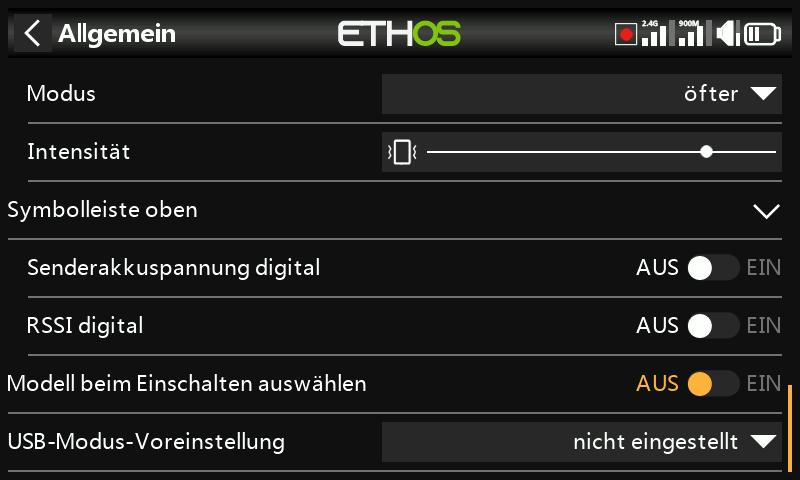 Allgemein
ETHOS
2.4G
900M
Modus
öfter
Intensität
Symbolleiste oben
Senderakkuspannung digital
AUS EIN
RSSI digital
AUS EIN
Modell beim Einschalten auswählen
AUS EIN
USB-Modus-Voreinstellung
nicht eingestellt